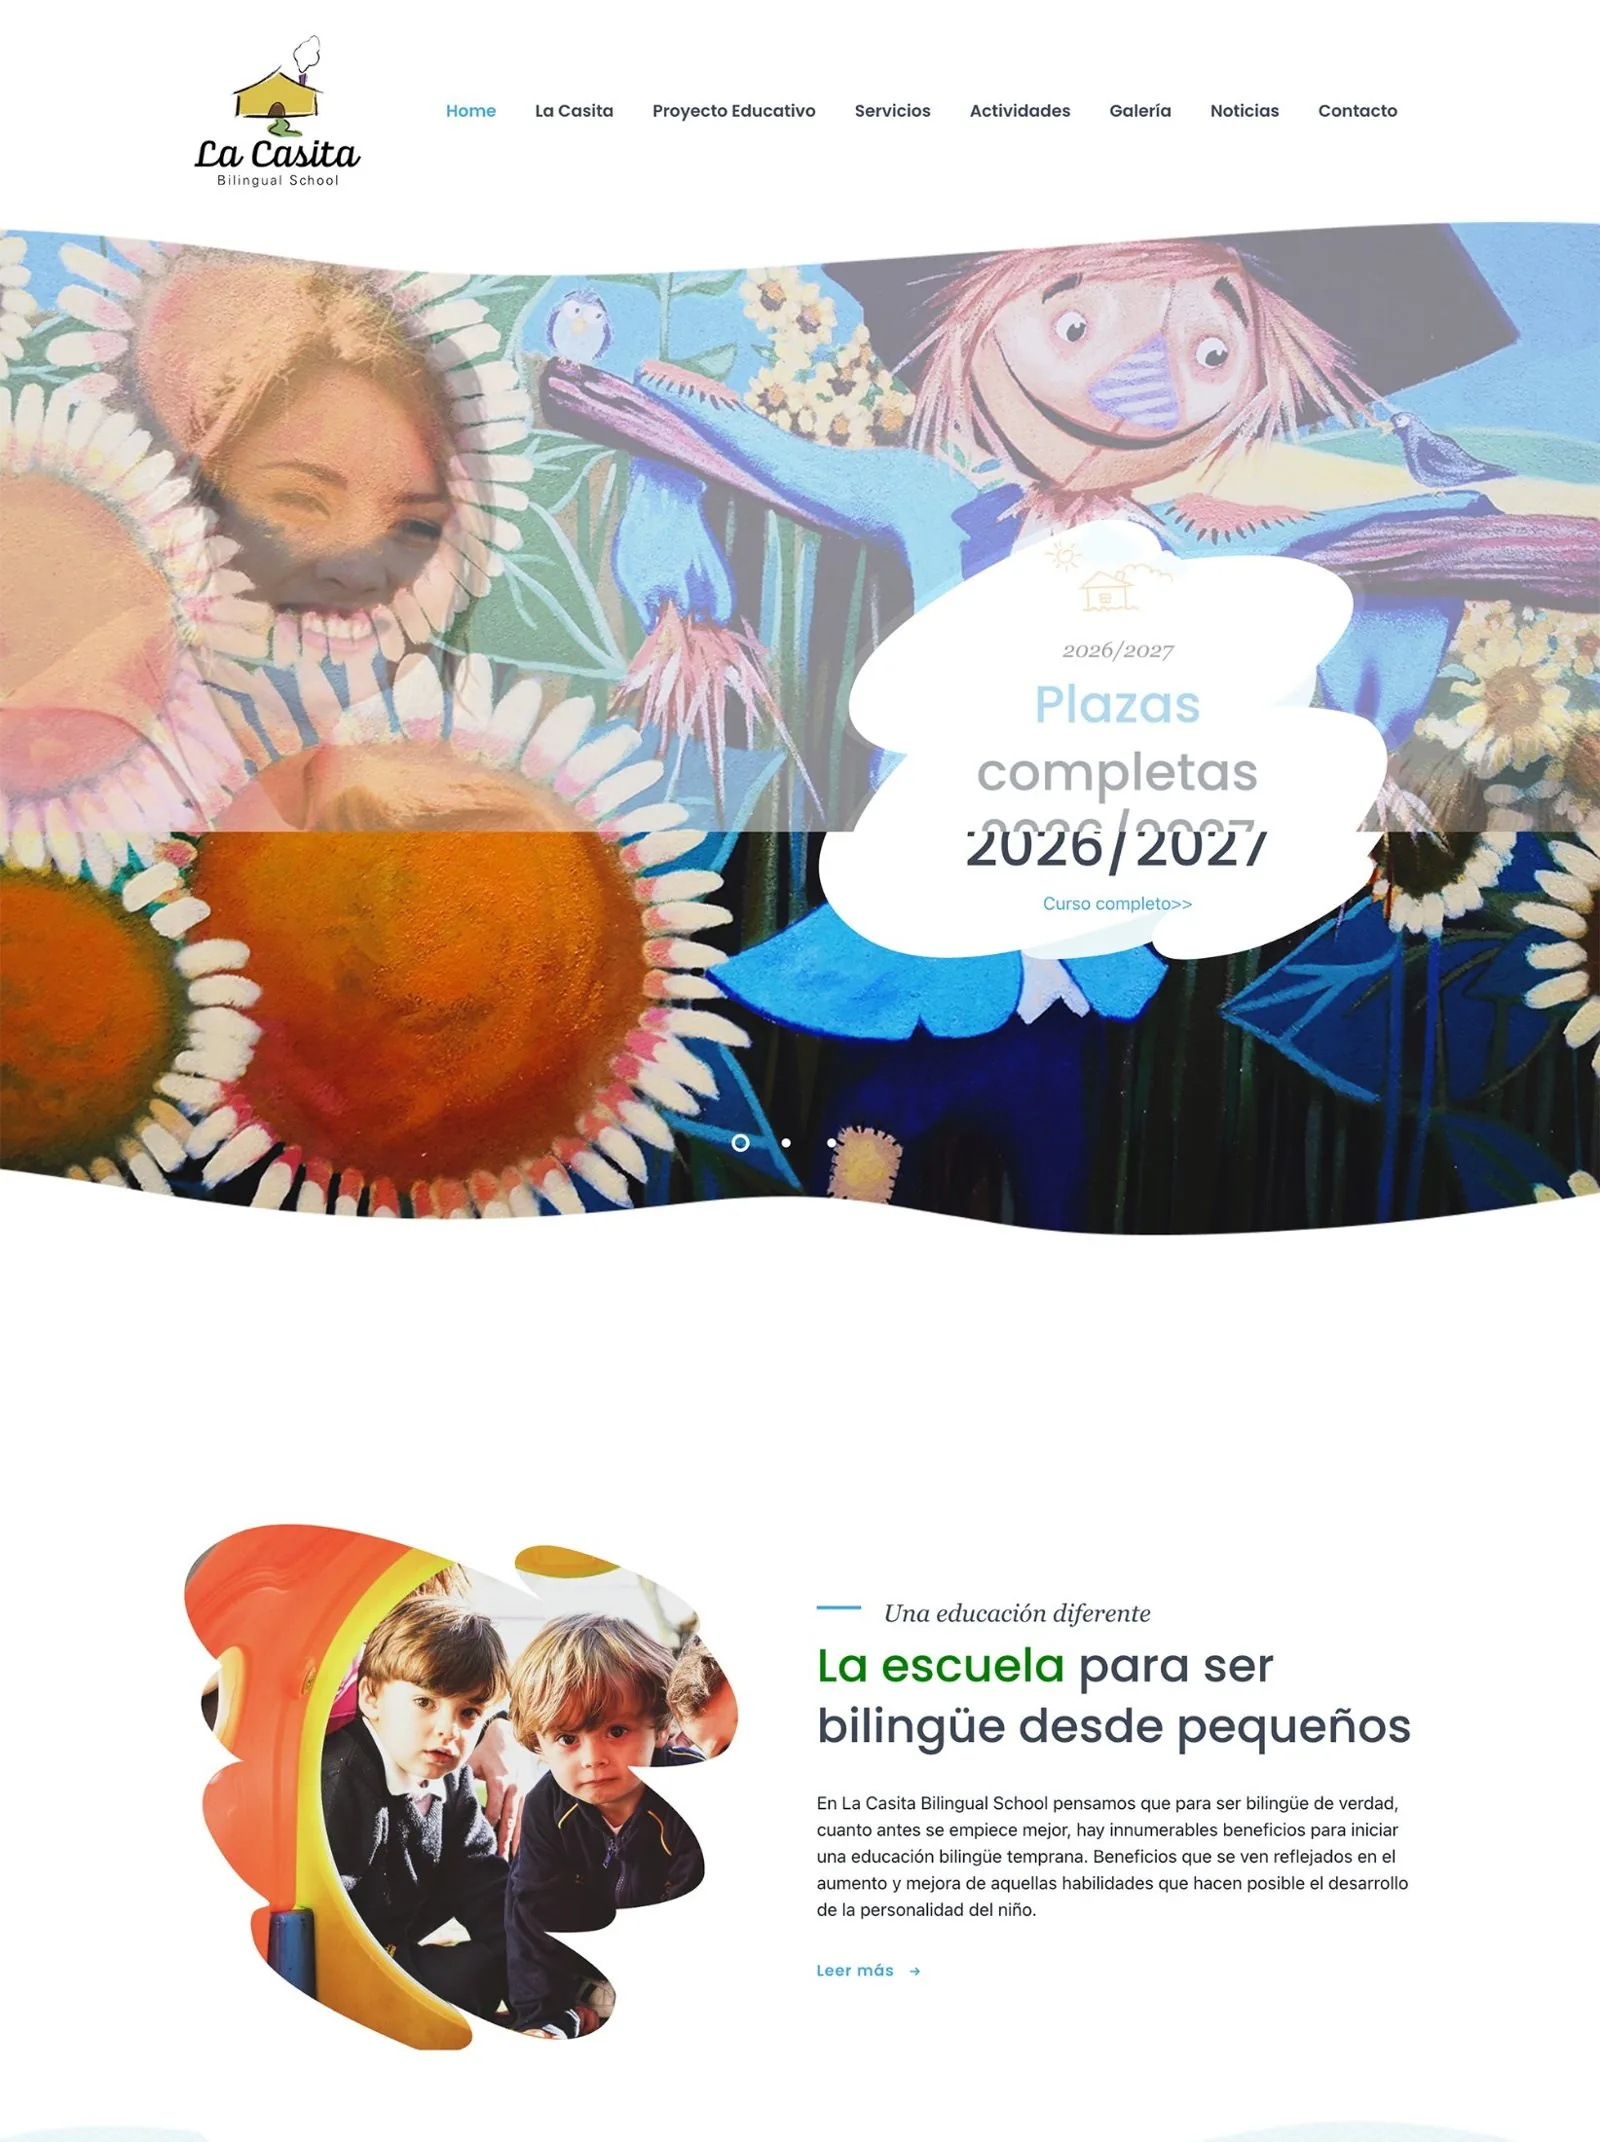 La Casita
Bilingual School
Home La Casita Proyecto Educativo Servicios Actividades Galería Noticias Contacto
2026/2027
Plazas
completas
2026/2027
Curso completo>>
Una educación diferente
La escuela para ser
bilingüe desde pequeños
En La Casita Bilingual School pensamos que para ser bilingüe de verdad,
cuanto antes se empiece mejor, hay innumerables beneficios para iniciar
una educación bilingüe temprana. Beneficios que se ven reflejados en el
aumento y mejora de aquellas habilidades que hacen posible el desarrollo
de la personalidad del niño.
Leer más →